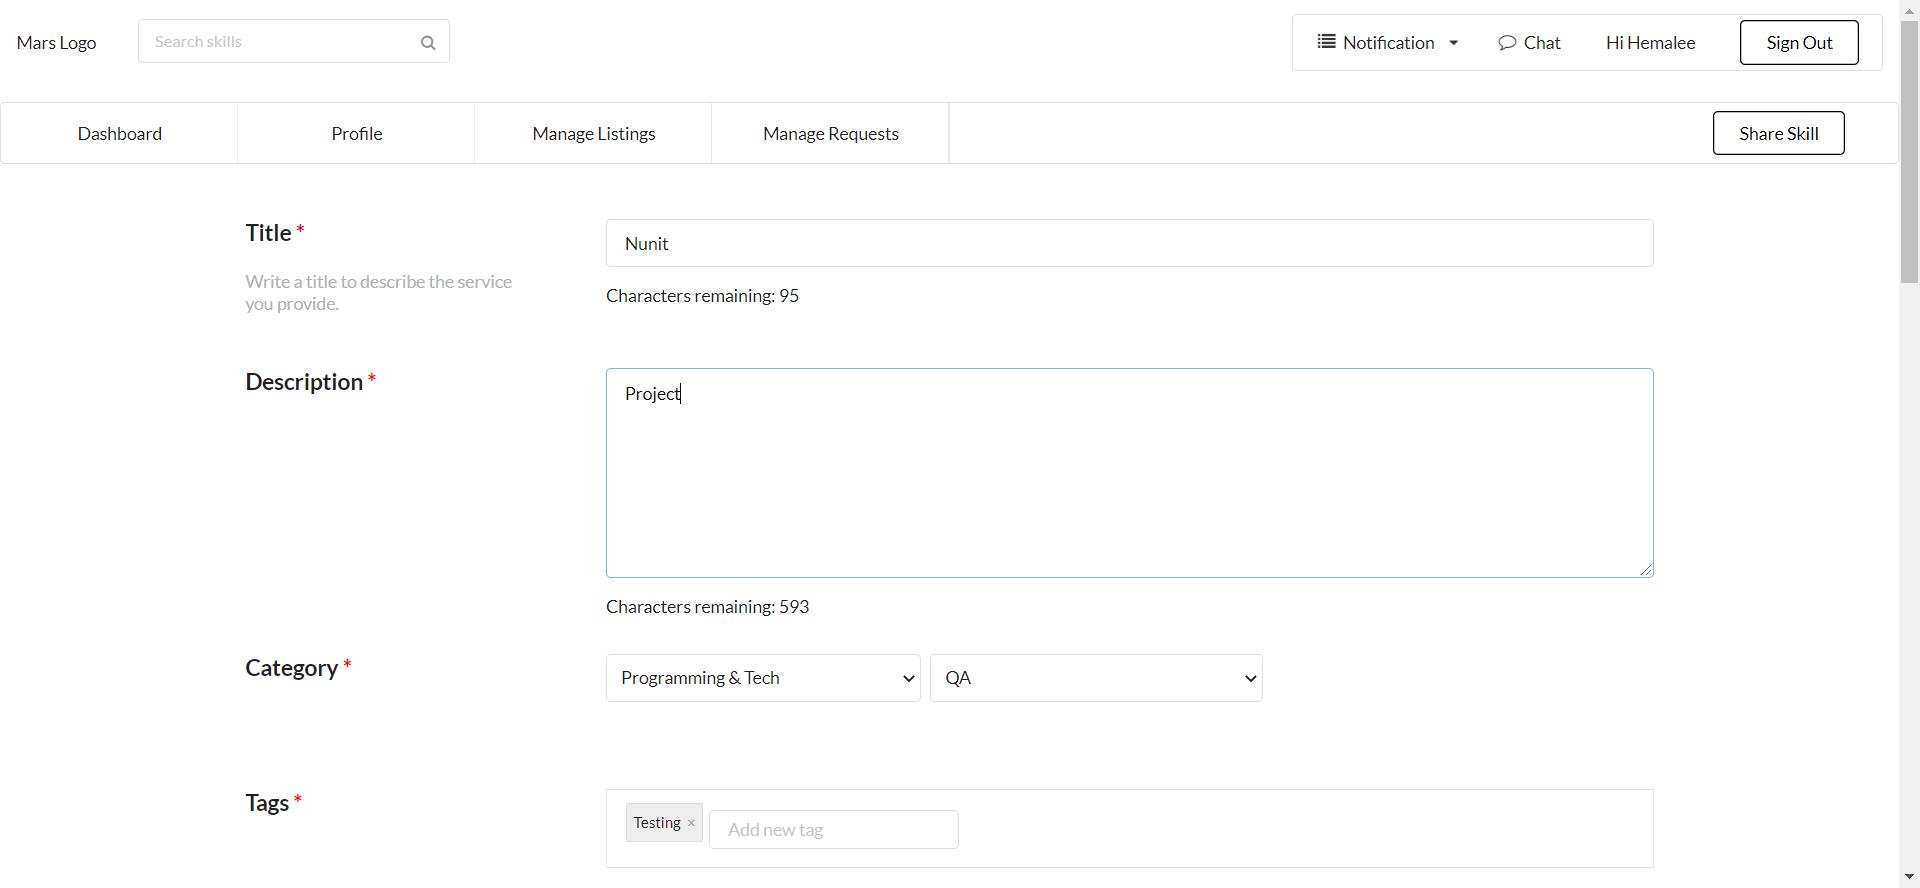 Mars Logo
Search skills
Notification
Chat
Hi Hemalee
Sign Out
Dashboard
Profile
Manage Listings
Manage Requests
Share Skill
Title *
Write a title to describe the service
you provide.
Nunit
Characters remaining: 95
Description *
Project
Characters remaining: 593
Category *
Programming & Tech
QA
Tags *
Testing ×
Add new tag